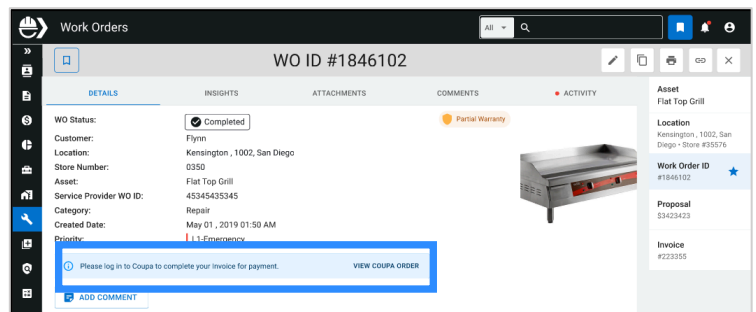 Work Orders
All
WO ID #1846102
DETAILS
INSIGHTS
ATTACHMENTS
COMMENTS
ACTIVITY
WO Status:
Completed
Partial Warranty
Customer:
Flynn
Location:
Kensington , 1002, San Diego
Store Number:
0350
Asset:
Flat Top Grill
Service Provider WO ID:
45345435345
Category:
Repair
Created Date:
May 01 , 2019 01:50 AM
Priority:
L1-Emergency
Please log in to Coupa to complete your invoice for payment.
VIEW COUPA ORDER
ADD COMMENT
Asset
Flat Top Grill
Location
Kensington , 1002, San
Diego • Store #35576
Work Order ID
#1846102
Proposal
$3423423
Invoice
#223355